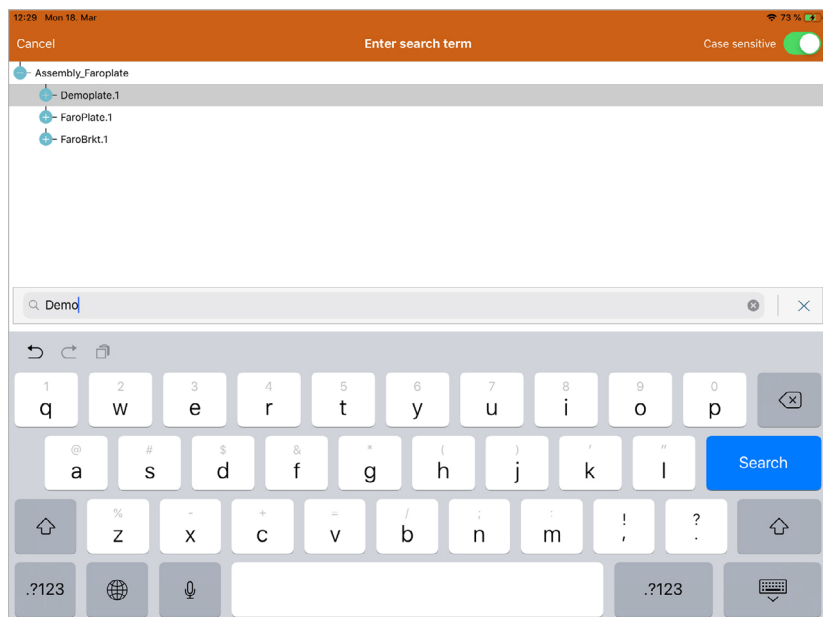 12:29 Mon 18. Mar 73 %
Cancel Enter search term Case sensitive
Assembly_Faroplate
Demoplate.1
FaroPlate.1
FaroBrkt.1
Demo
1 2 3 4 5 6 7 8 9 0
q w e r t y u i o p
@ # $ & * ( ) ' "
a s d f g h j k l Search
% - + = / ; : ! ?
z x c v b n m , .
.?123 .?123